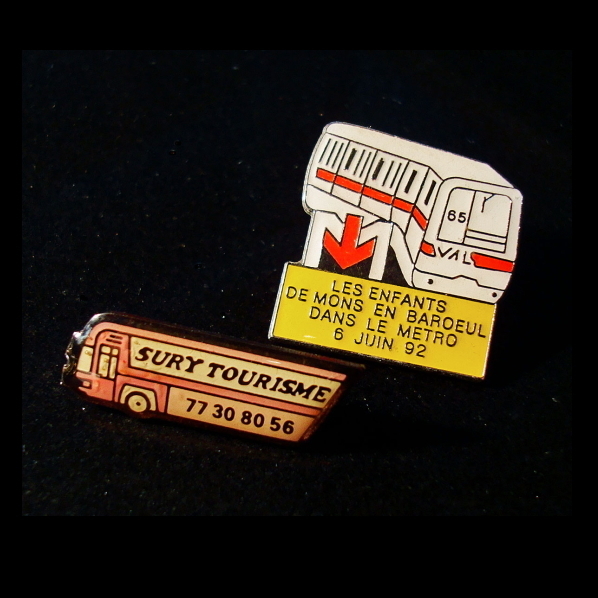 65
VAL
LES ENFANTS
DE MONS EN BAROEUL
DANS LE METRO
6 JUIN 92
SURY TOURISME
77 30 80 56